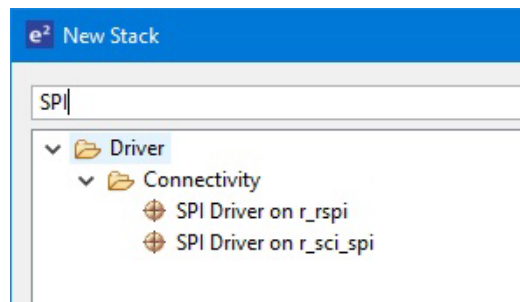 e² New Stack
SPI
Driver
Connectivity
SPI Driver on r_rspi
SPI Driver on r_sci_spi